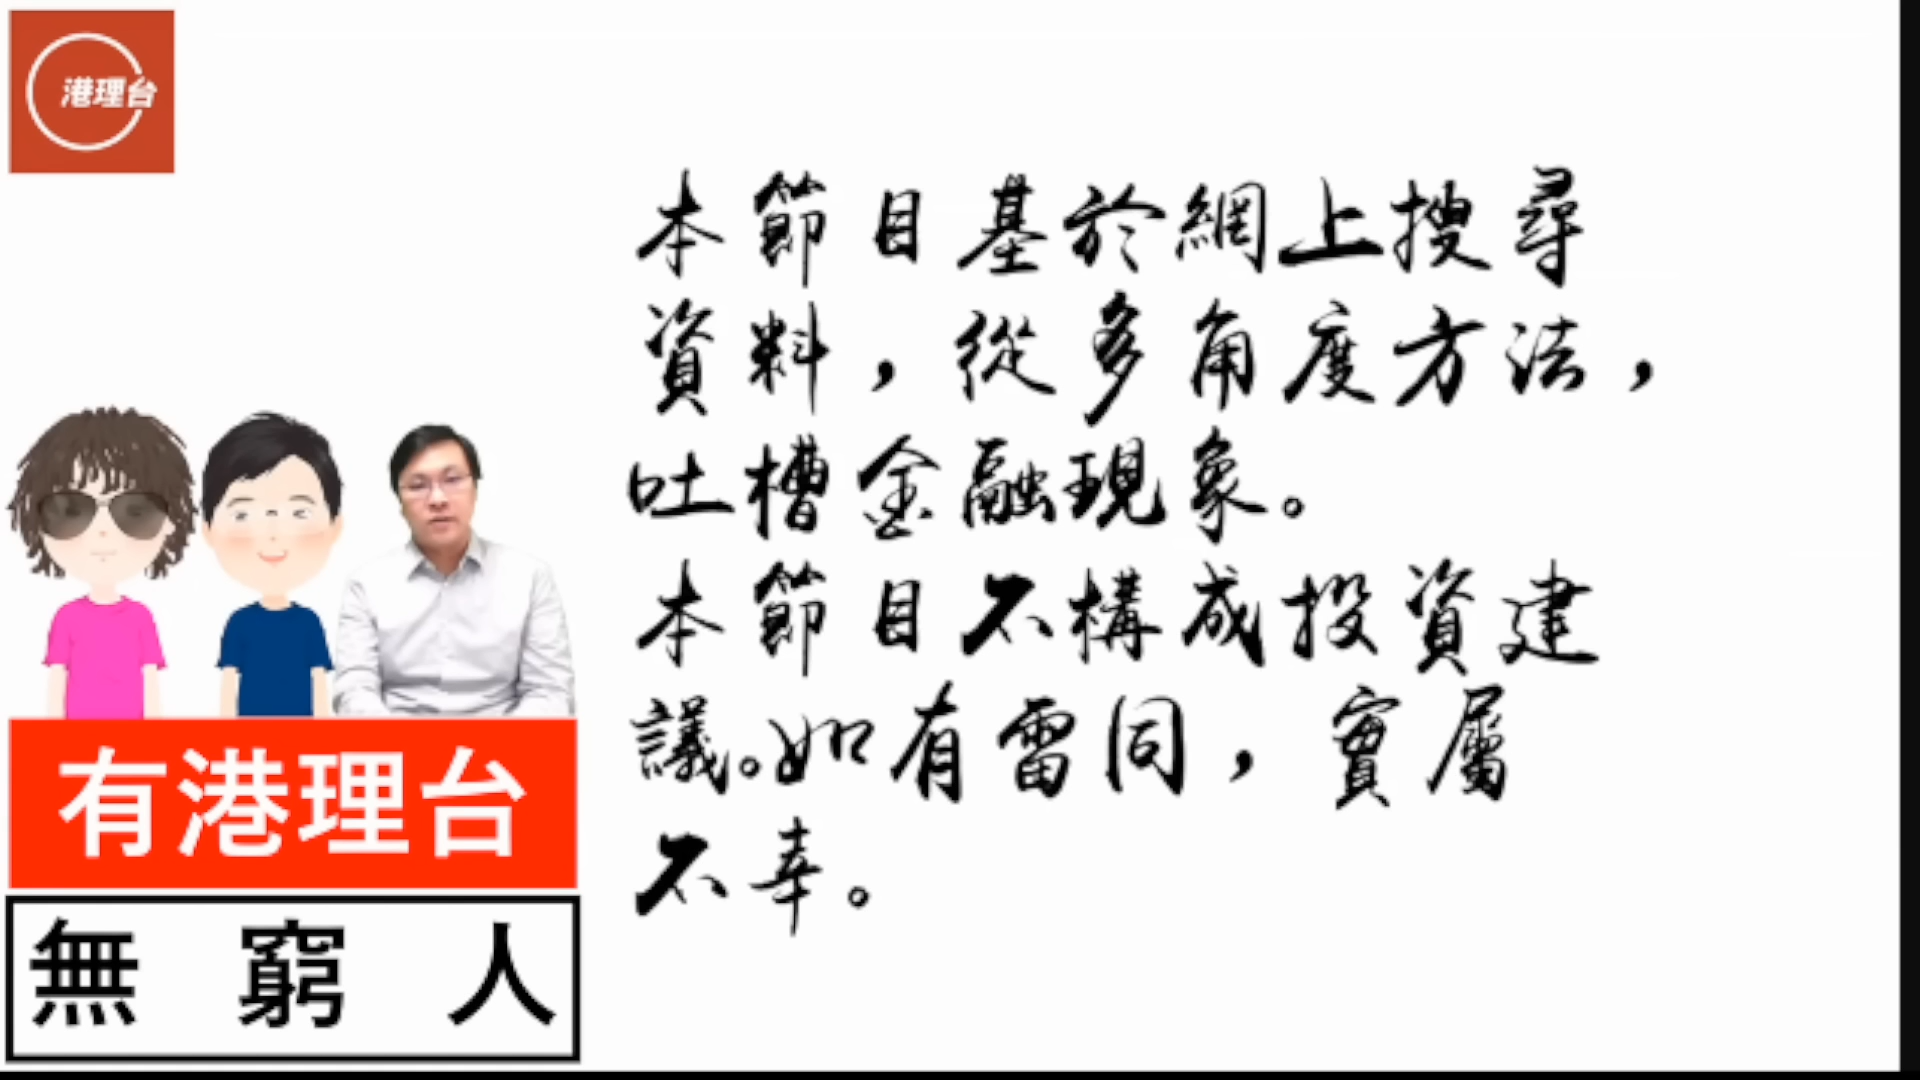 港理台
本節目基於網上搜尋
資料，從多角度方法，
吐槽金融現象。
本節目不構成投資建
議。如有雷同，實屬
不幸。
有港理台
無窮人